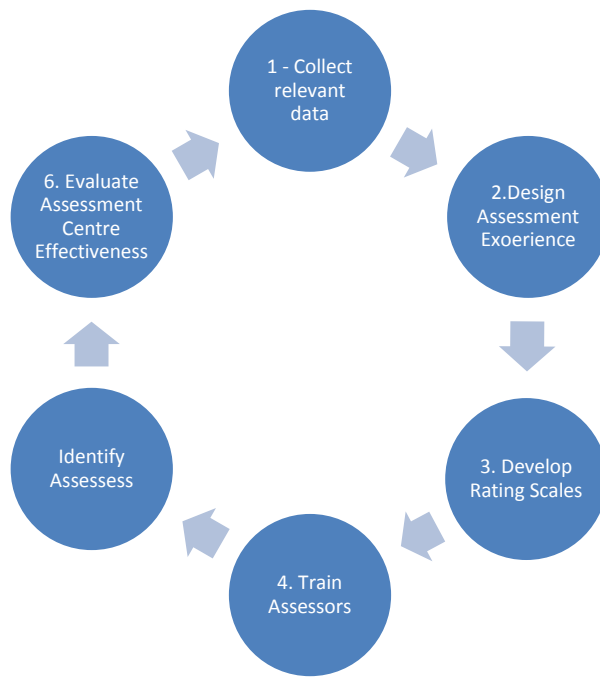 1 - Collect
relevant
data
2.Design
Assessment
Exoerience
3. Develop
Rating Scales
4. Train
Assessors
Identify
Assessess
6. Evaluate
Assessment
Centre
Effectiveness